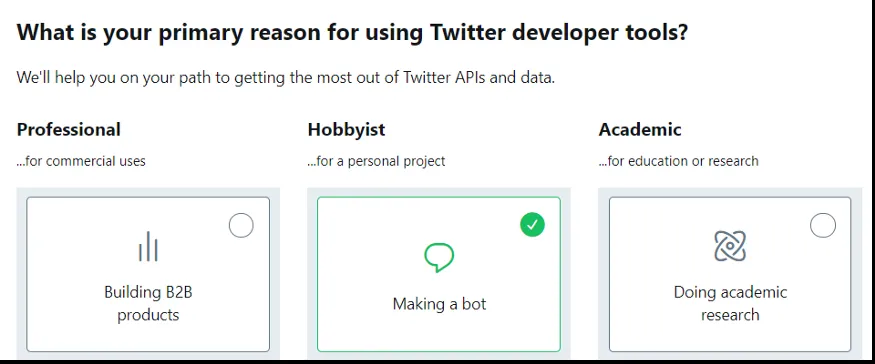 What is your primary reason for using Twitter developer tools?
We'll help you on your path to getting the most out of Twitter APIs and data.
Professional
...for commercial uses
Building B2B
products
Hobbyist
...for a personal project
Making a bot
Academic
...for education or research
Doing academic
research